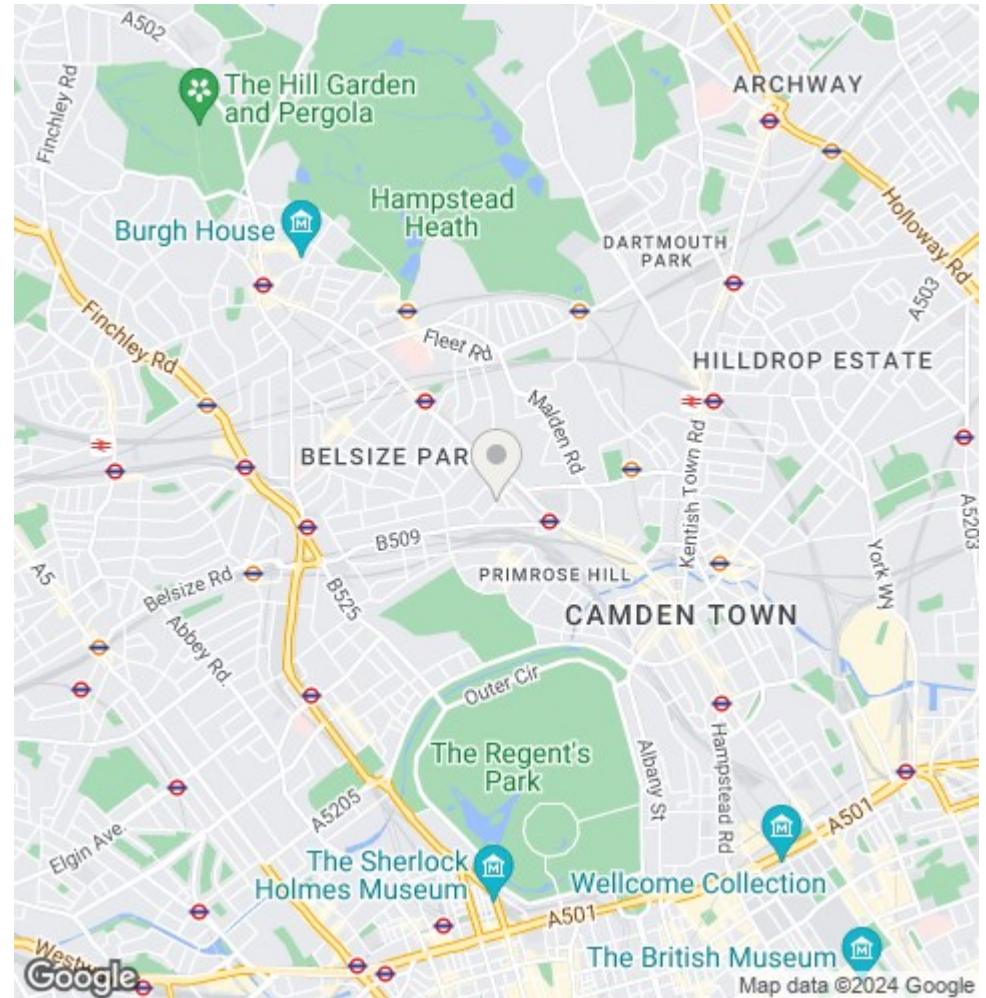 A502
Finchley Rd
The Hill Garden
and Pergola
ARCHWAY
Hampstead
Heath
Burgh House
Holloway Rd
DARTMOUTH
PARK
A503
Finchley Rd
Fleet Rd
HILLDROP ESTATE
Malden Rd
BELSIZE PAR
Kentish Town Rd
A5203
B509
York WN
A5
Belsize Rd
B525
PRIMROSE HILL
CAMDEN TOWN
Abbey Rd.
Outer Cir
The Regent's
Park
Albany St
Hampstead Rd
A5205
A501
Elgin Ave.
The Sherlock
Holmes Museum
Wellcome Collection
A501
Westw
The British Museum
Google
Map data ©2024 Google